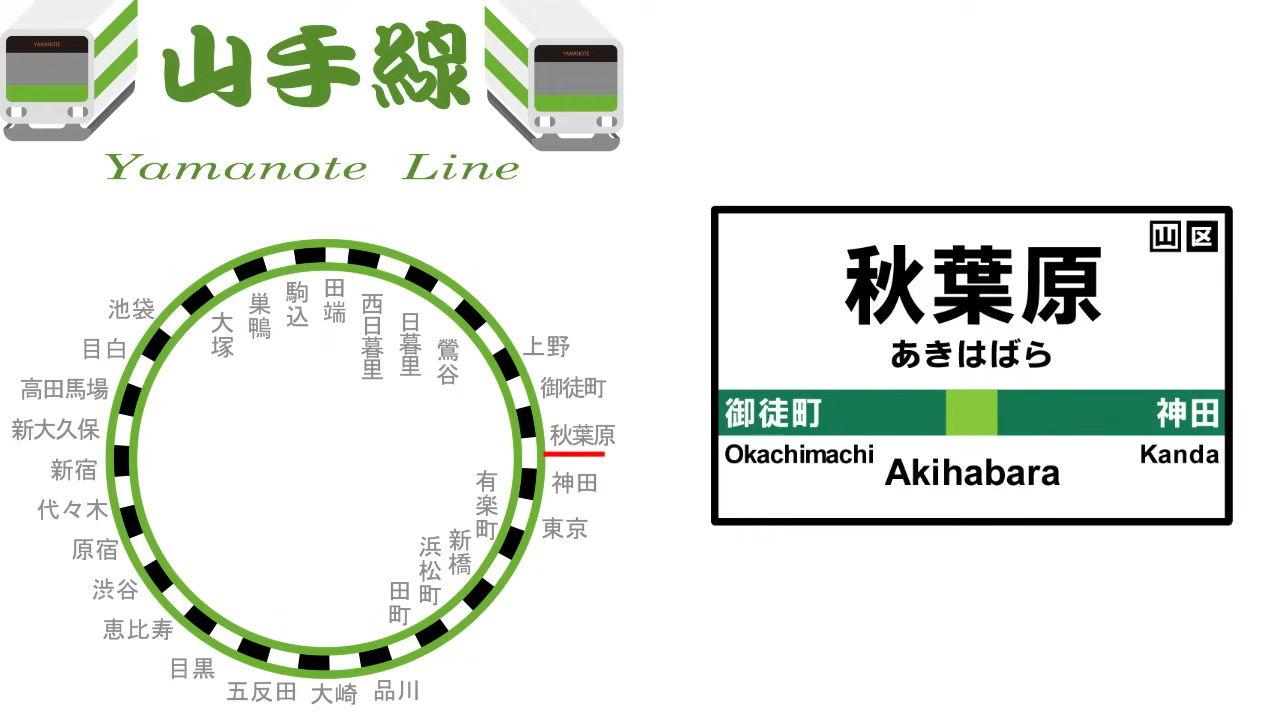 YAMANOTE
山手線
YAMANOTE
Yamanote Line
池袋
目白
高田馬場
新大久保
新宿
代々木
原宿
渋谷
恵比寿
目黒
五反田
大崎
品川
大塚
巣鴨
駒込
田端
西日暮里
日暮里
鶯谷
上野
御徒町
秋葉原
神田
東京
有楽町
新橋
浜松町
田町
山区
秋葉原
あきはばら
御徒町 神田
Okachimachi Akihabara Kanda